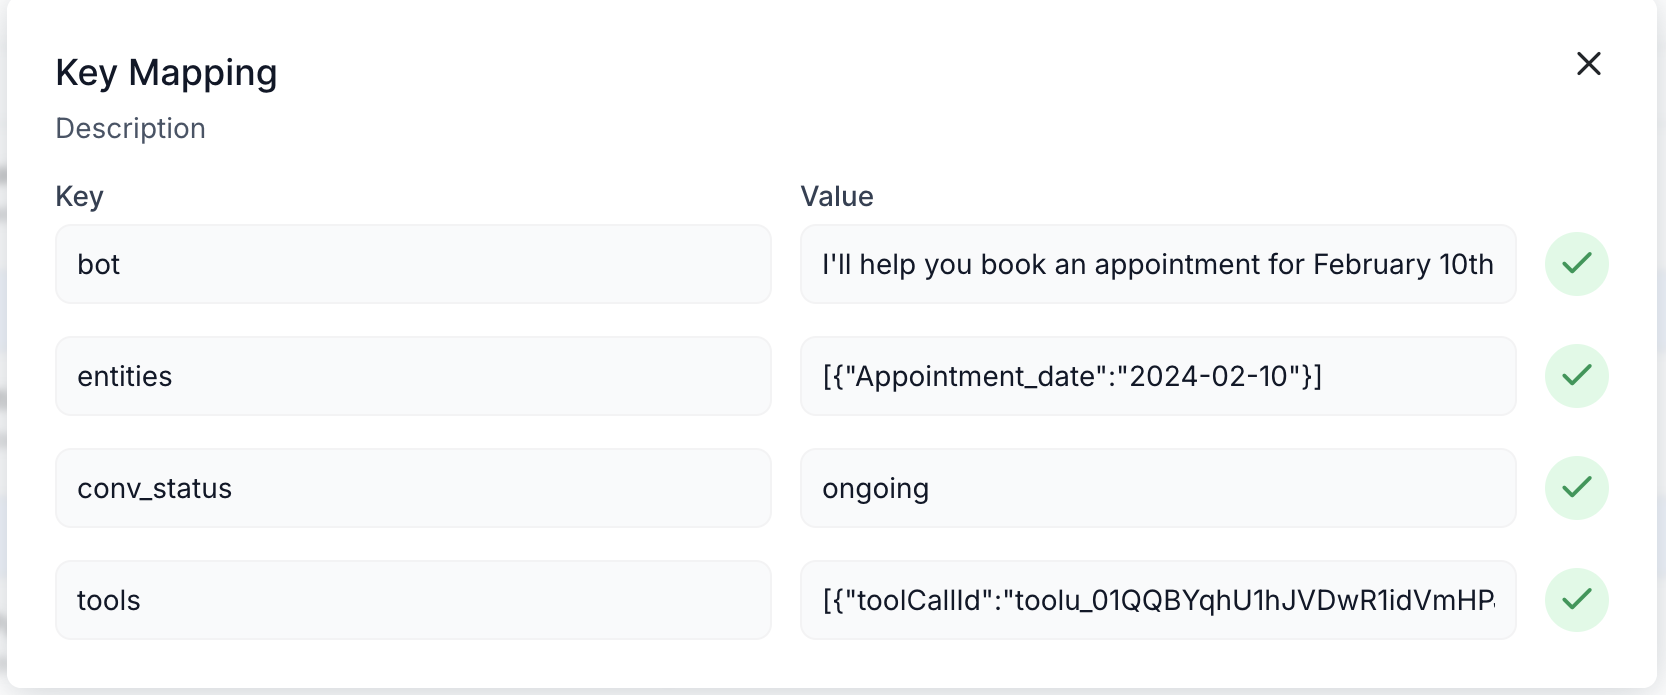 Key Mapping
Description
Key Value
bot I'll help you book an appointment for February 10th
entities [{"Appointment_date":"2024-02-10"}]
conv_status ongoing
tools [{"toolCallId":"toolu_01QQBYqhU1hJVDwR1idVmHP